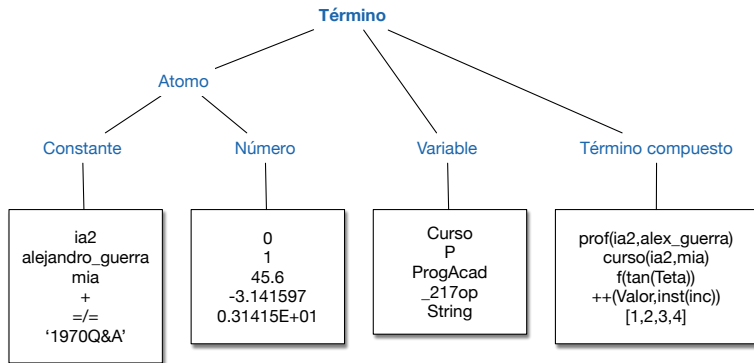 Término
Atomo
Constante
Número
Variable
Término compuesto
ia2
alejandro_guerra
mia
+
=/=
‘1970Q&A’
0
1
45.6
-3.141597
0.31415E+01
Curso
P
ProgAcad
_217op
String
prof(ia2,alex_guerra)
curso(ia2,mia)
f(tan(Teta))
++(Valor,inst(inc))
[1,2,3,4]